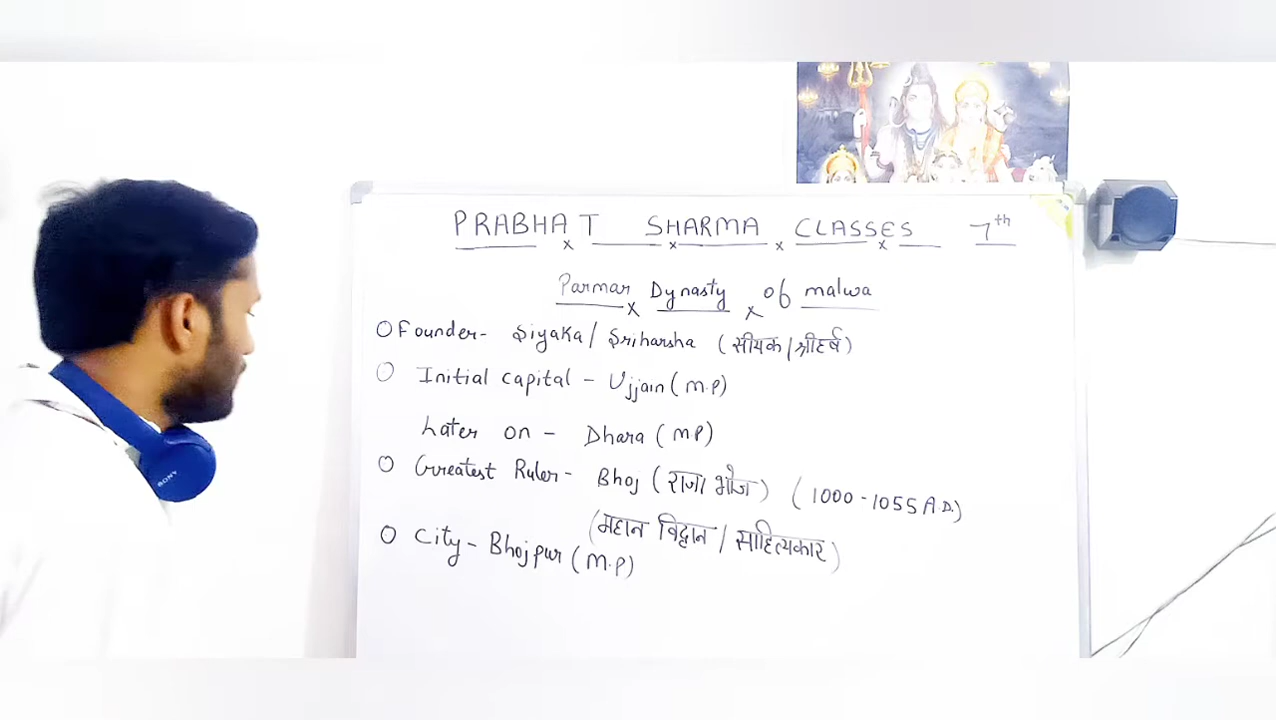 PRABHAT SHARMA CLASSES 7th
Parmar Dynasty of malwa
Founder- Siyaka/ Sriharsha (सीयक/श्रीहर्ष)
Initial capital - Ujjain (M.P)
Later on - Dhara (MP)
Greatest Ruler- Bhoj (राजा भोज) (1000-1055 A.D.)
(महान विद्वान / साहित्यकार)
City- Bhojpur (M.P)
SONY